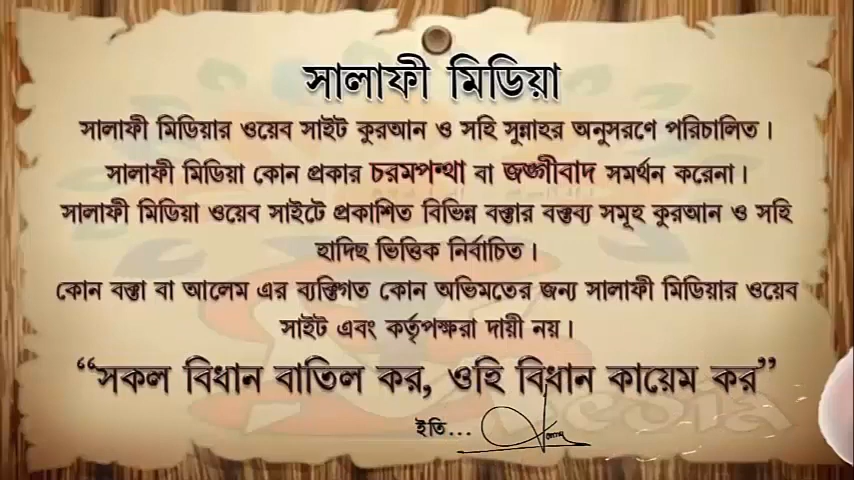 সালাফী মিডিয়া
সালাফী মিডিয়ার ওয়েব সাইট কুরআন ও সহি সুন্নাহর অনুসরণে পরিচালিত।
সালাফী মিডিয়া কোন প্রকার চরমপন্থা বা জঙ্গীবাদ সমর্থন করেনা।
সালাফী মিডিয়া ওয়েব সাইটে প্রকাশিত বিভিন্ন বক্তার বক্তব্য সমূহ কুরআন ও সহি
হাদিছ ভিত্তিক নির্বাচিত।
কোন বক্তা বা আলেম এর ব্যক্তিগত কোন অভিমতের জন্য সালাফী মিডিয়ার ওয়েব
সাইট এবং কর্তৃপক্ষরা দায়ী নয়।
“সকল বিধান বাতিল কর, ওহি বিধান কায়েম কর”
ইতি...